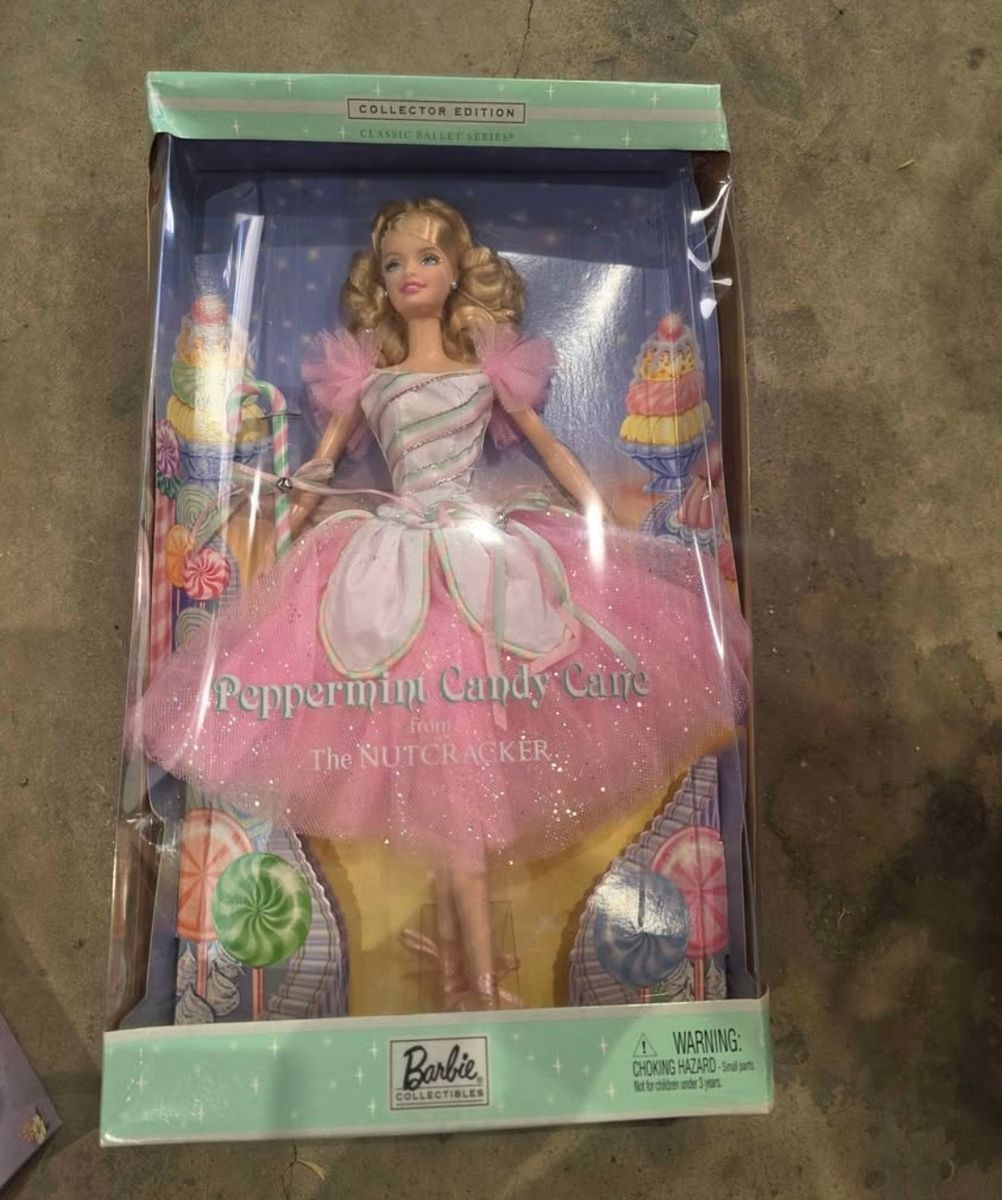 COLLECTOR EDITION
CLASSIC BALLET SERIES®
Peppermint Candy Cane
from
The NUTCRACKER
Barbie®
COLLECTIBLES
WARNING:
CHOKING HAZARD - Small parts.
Not for children under 3 years.